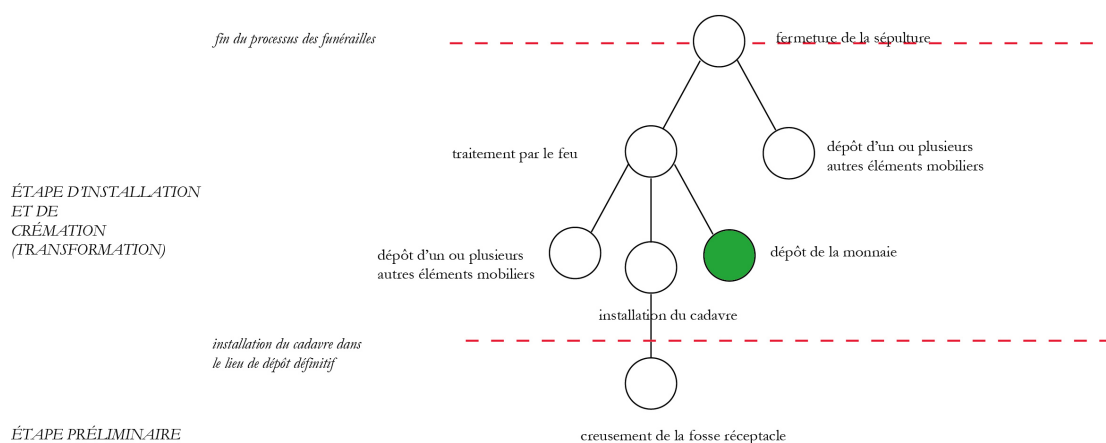 fin du processus des funérailles
fermeture de la sépulture
traitement par le feu
dépôt d'un ou plusieurs
autres éléments mobiliers
ÉTAPE D'INSTALLATION
ET DE
CRÉMATION
(TRANSFORMATION)
dépôt d'un ou plusieurs
autres éléments mobiliers
dépôt de la monnaie
installation du cadavre
installation du cadavre dans
le lieu de dépôt définitif
ÉTAPE PRÉLIMINAIRE
creusement de la fosse réceptacle